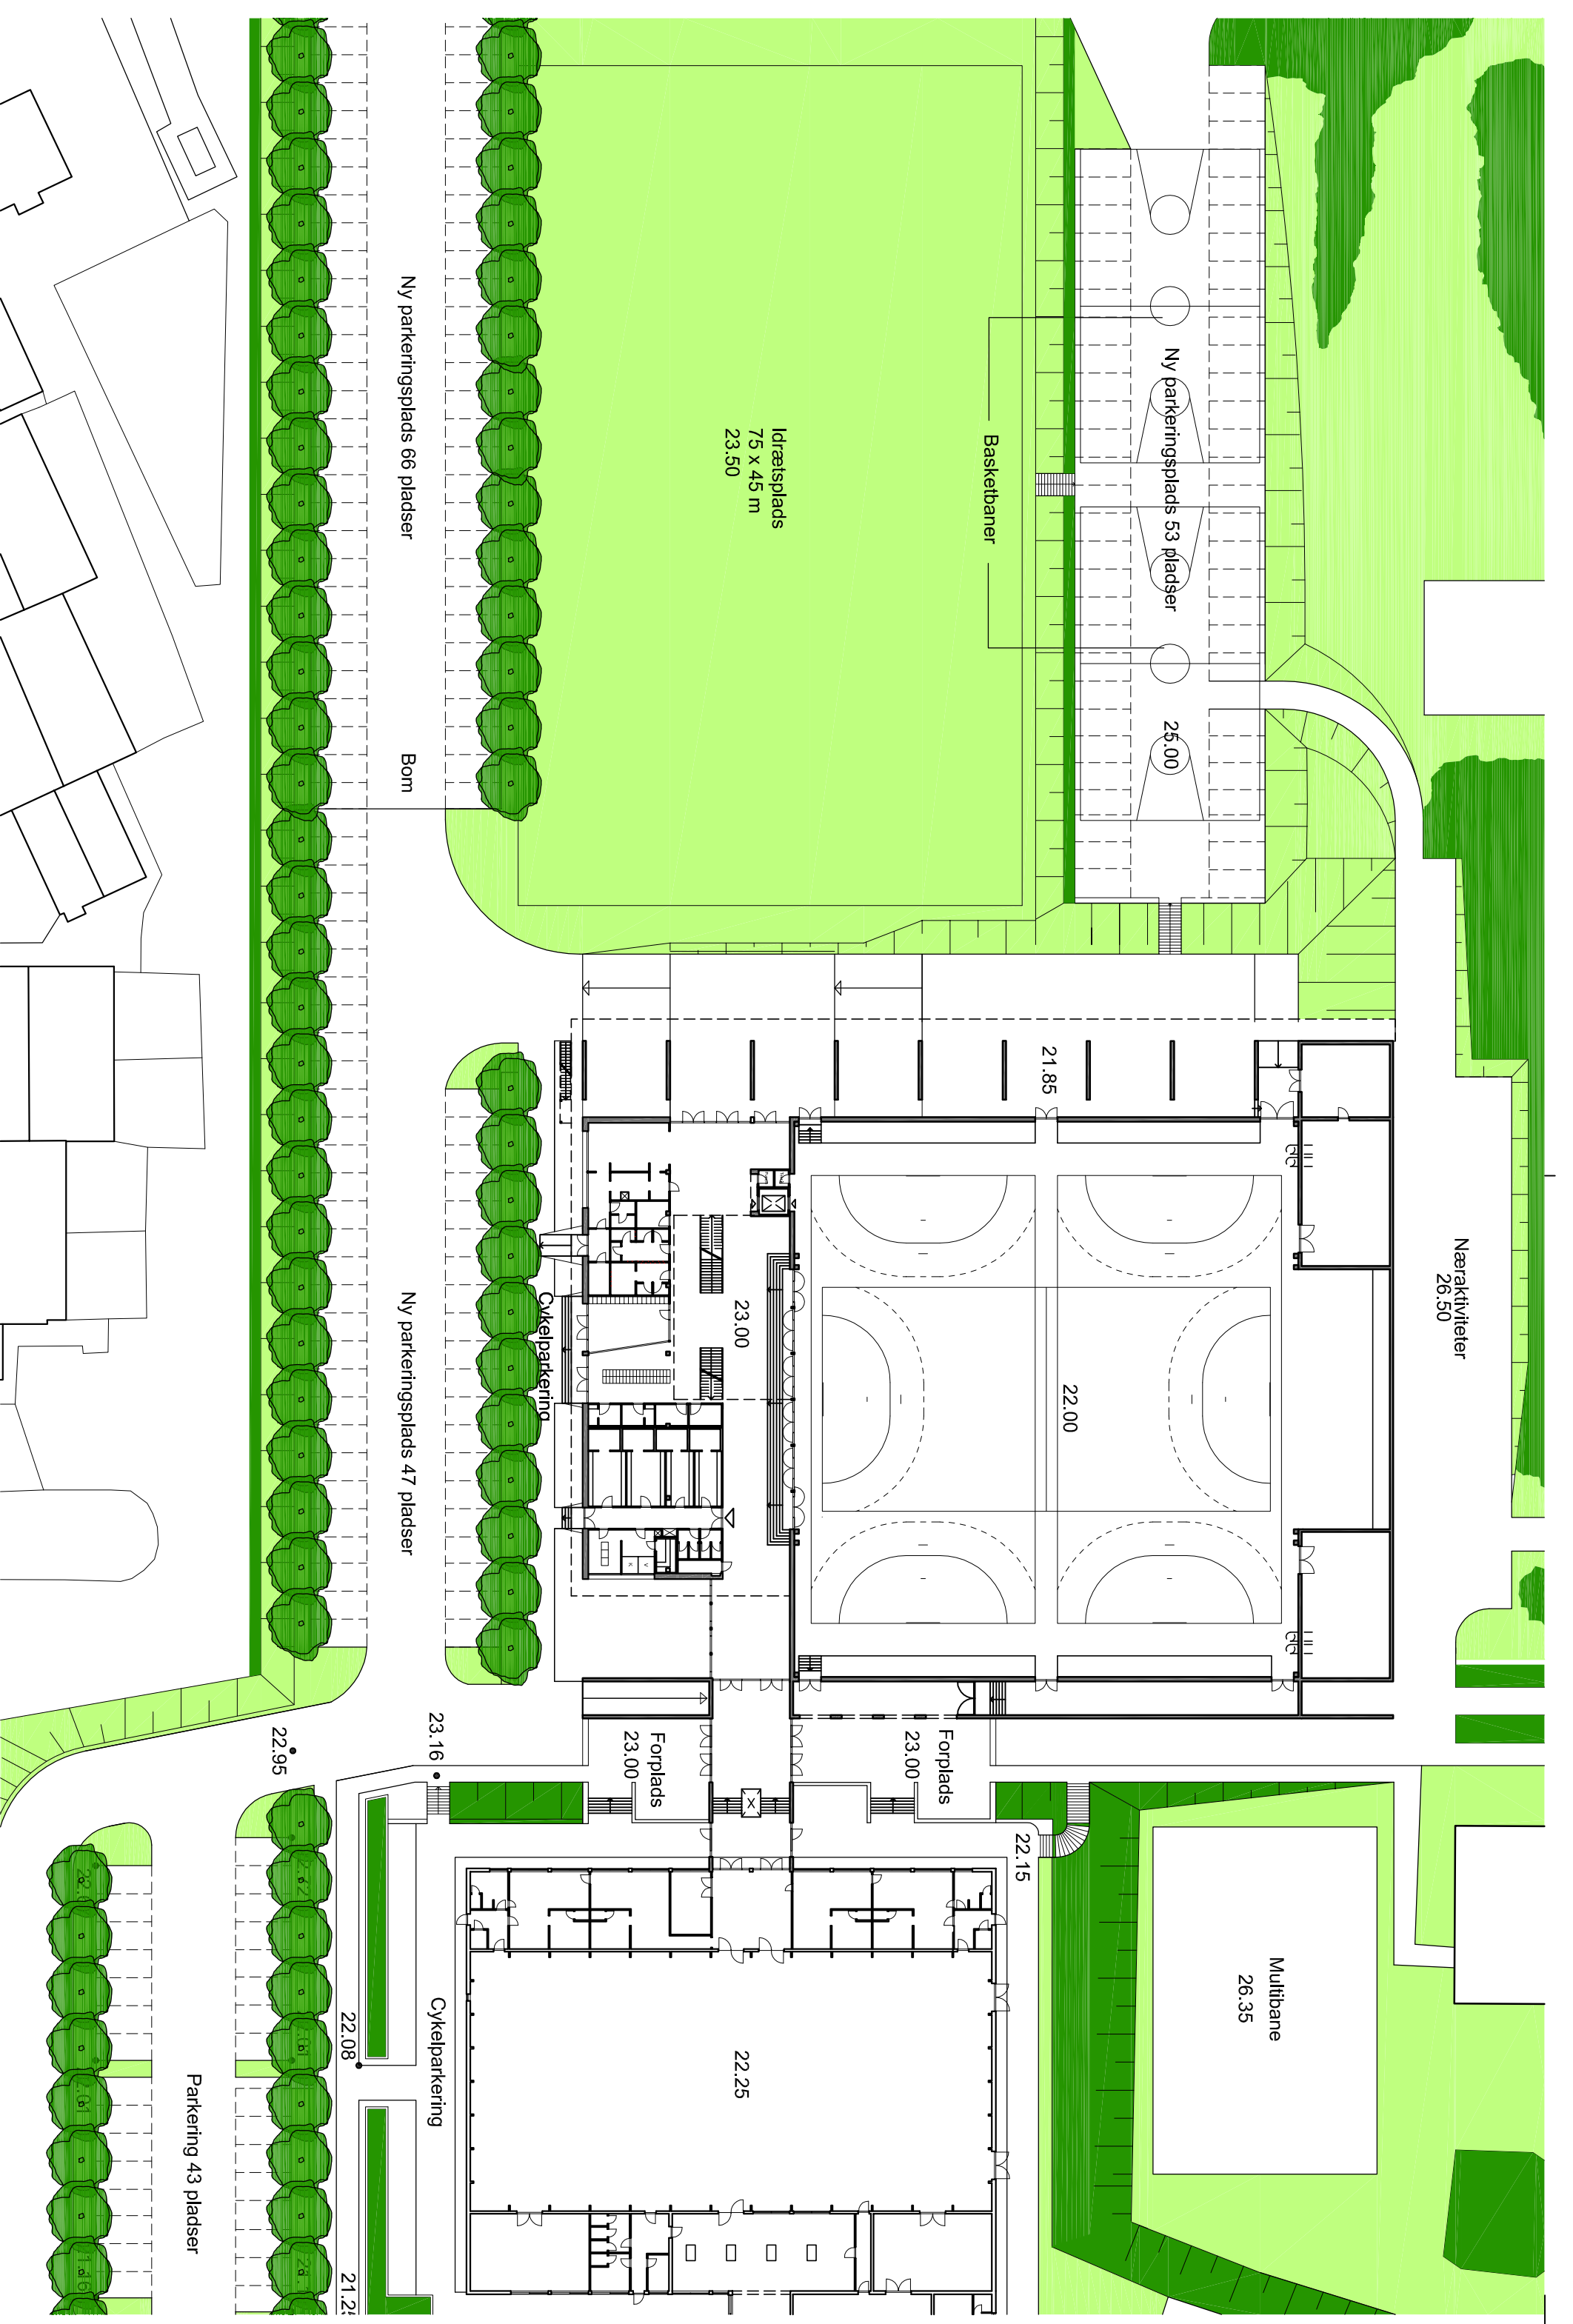 Næraktiviteter
26.50
Multibane
26.35
Ny parkeringsplads 53 pladser
25.00
Basketbaner
Idrætsplads
75 x 45 m
23.50
21.85
22.00
22.15
23.00
Forplads
23.00
Forplads
23.00
22.25
Cykelparkering
Cykelparkering
23.16
Ny parkeringsplads 66 pladser
Bom
Ny parkeringsplads 47 pladser
22.95
22.08
Parkering 43 pladser